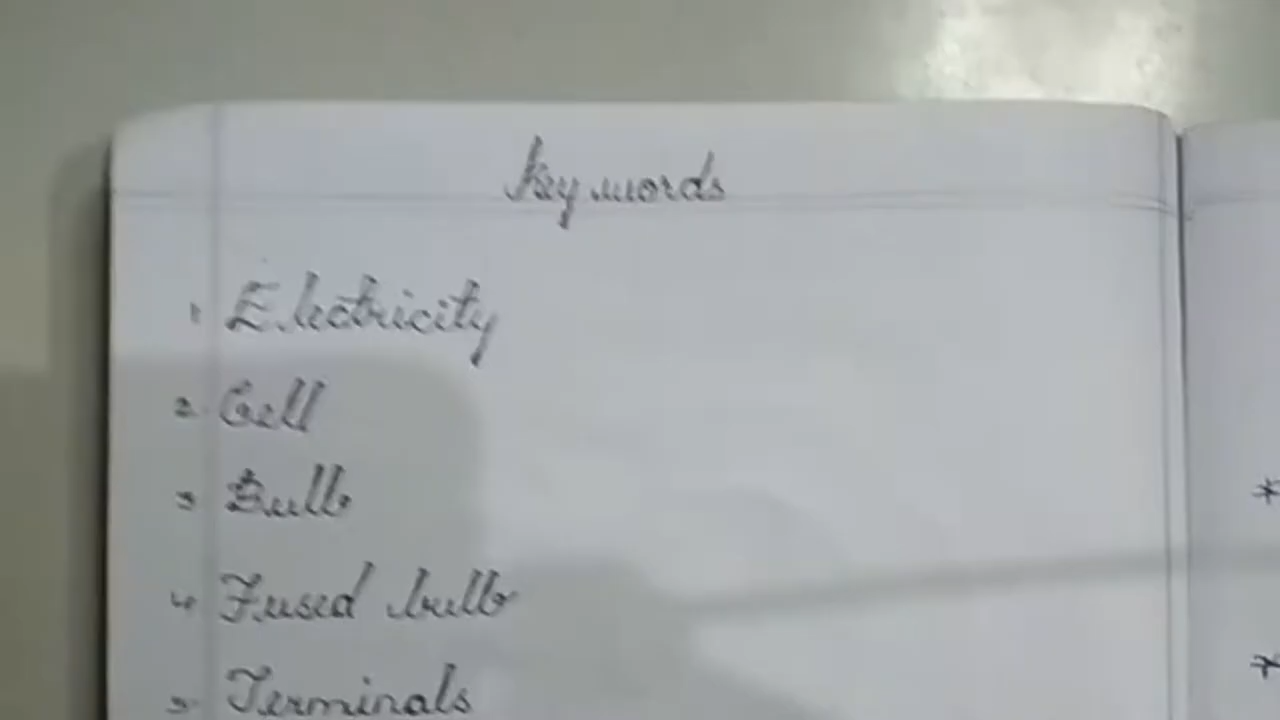 Key words
1. Electricity
2. Cell
3. Bulb
4. Fused bulb
5. Terminals
*
*